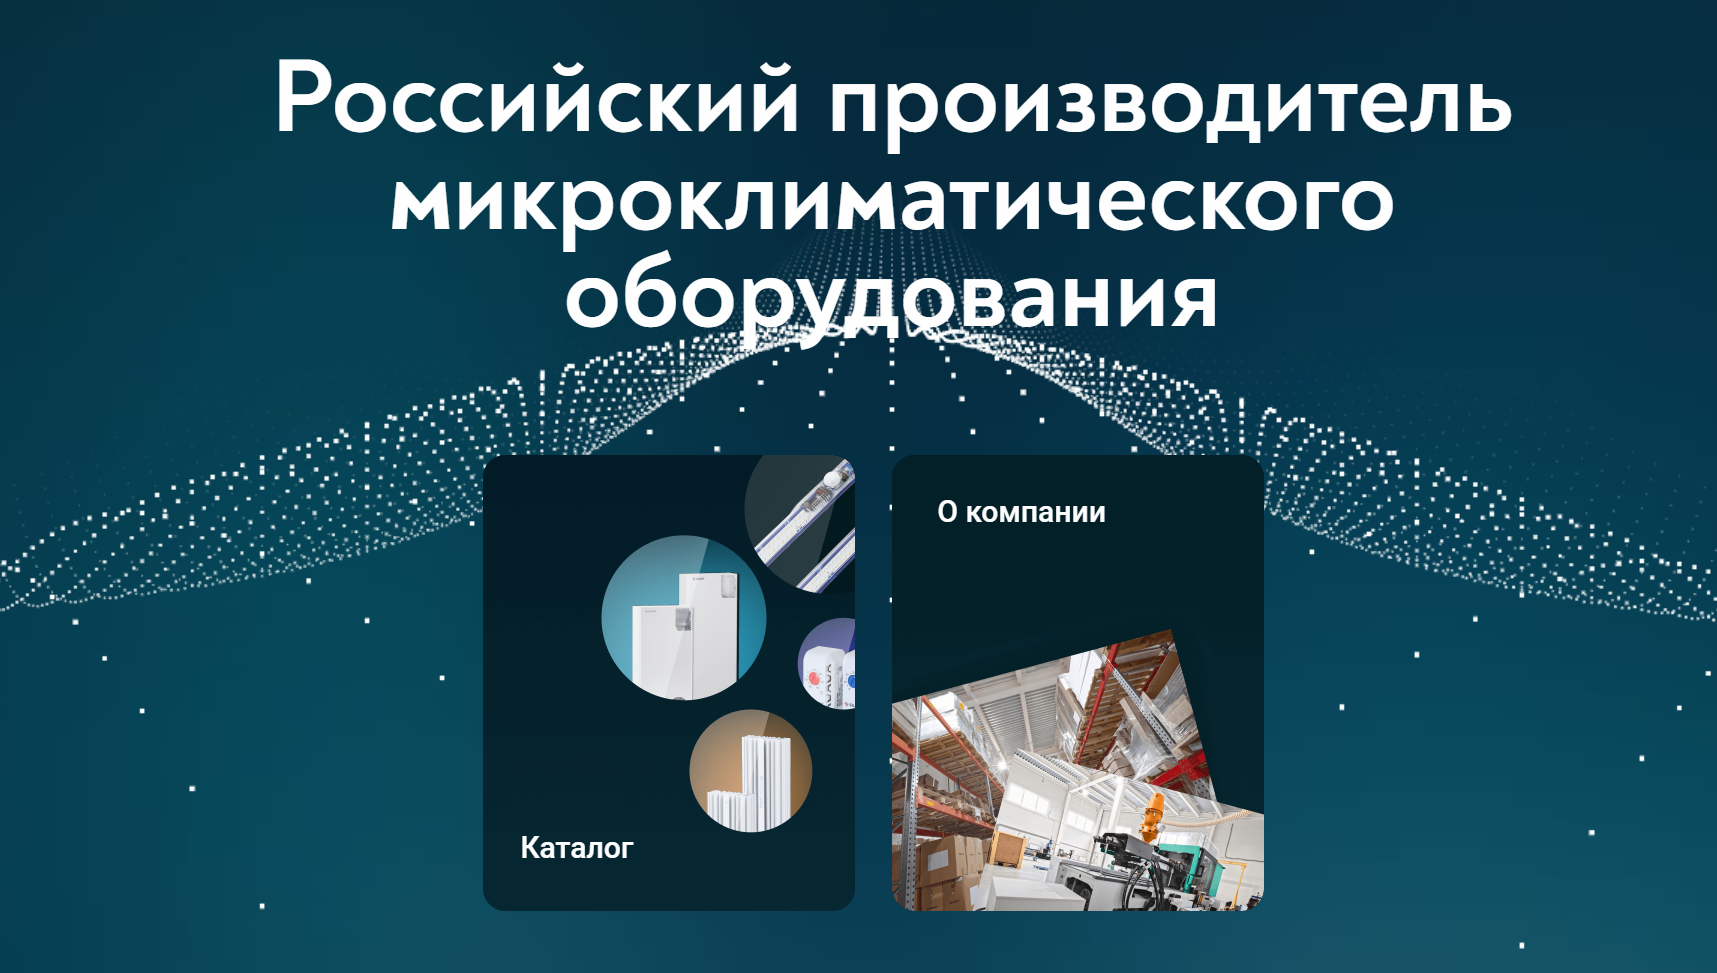 Российский производитель
микроклиматического
оборудования
О компании
Каталог